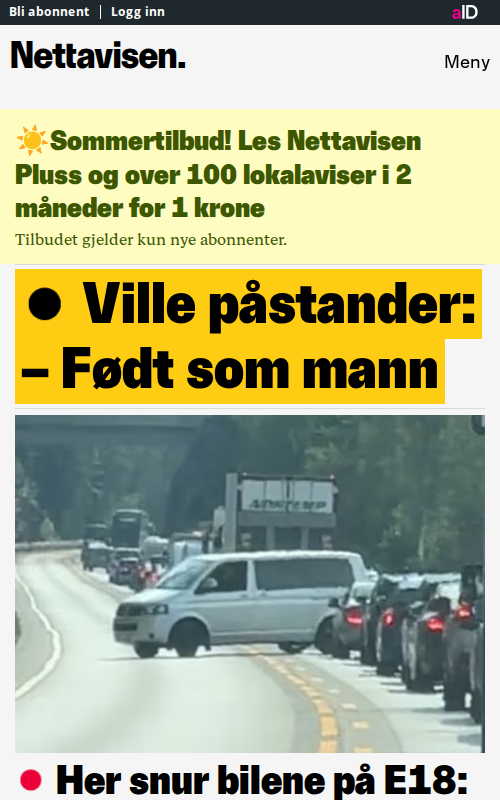 Bli abonnent | Logg inn
aID
Nettavisen.
Meny
☀️Sommertilbud! Les Nettavisen
Pluss og over 100 lokalaviser i 2
måneder for 1 krone
Tilbudet gjelder kun nye abonnenter.
● Ville påstander:
– Født som mann
Her snur bilene på E18: